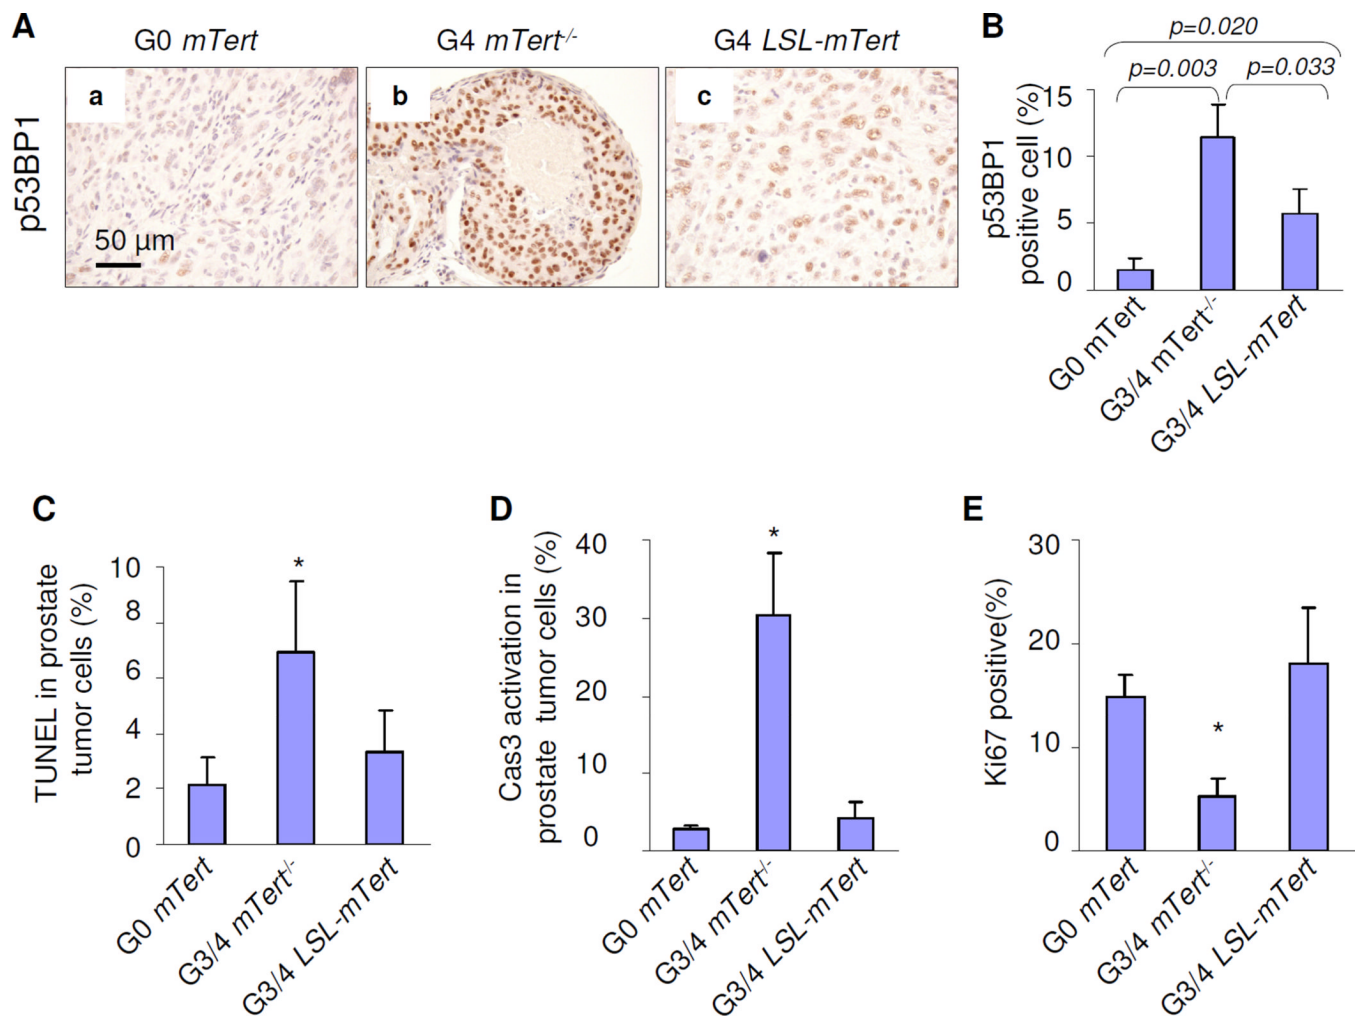 A
G0 mTert
G4 mTert-/-
G4 LSL-mTert
p53BP1
a
b
c
50 μm
B
p=0.020
p=0.003
p=0.033
p53BP1
positive cell (%)
15
10
5
0
G0 mTert
G3/4 mTert-/-
G3/4 LSL-mTert
C
TUNEL in prostate
tumor cells (%)
10
8
6
4
2
0
*
G0 mTert
G3/4 mTert-/-
G3/4 LSL-mTert
D
Cas3 activation in
prostate tumor cells (%)
40
30
20
10
0
*
G0 mTert
G3/4 mTert-/-
G3/4 LSL-mTert
E
Ki67 positive(%)
30
20
10
0
*
G0 mTert
G3/4 mTert-/-
G3/4 LSL-mTert